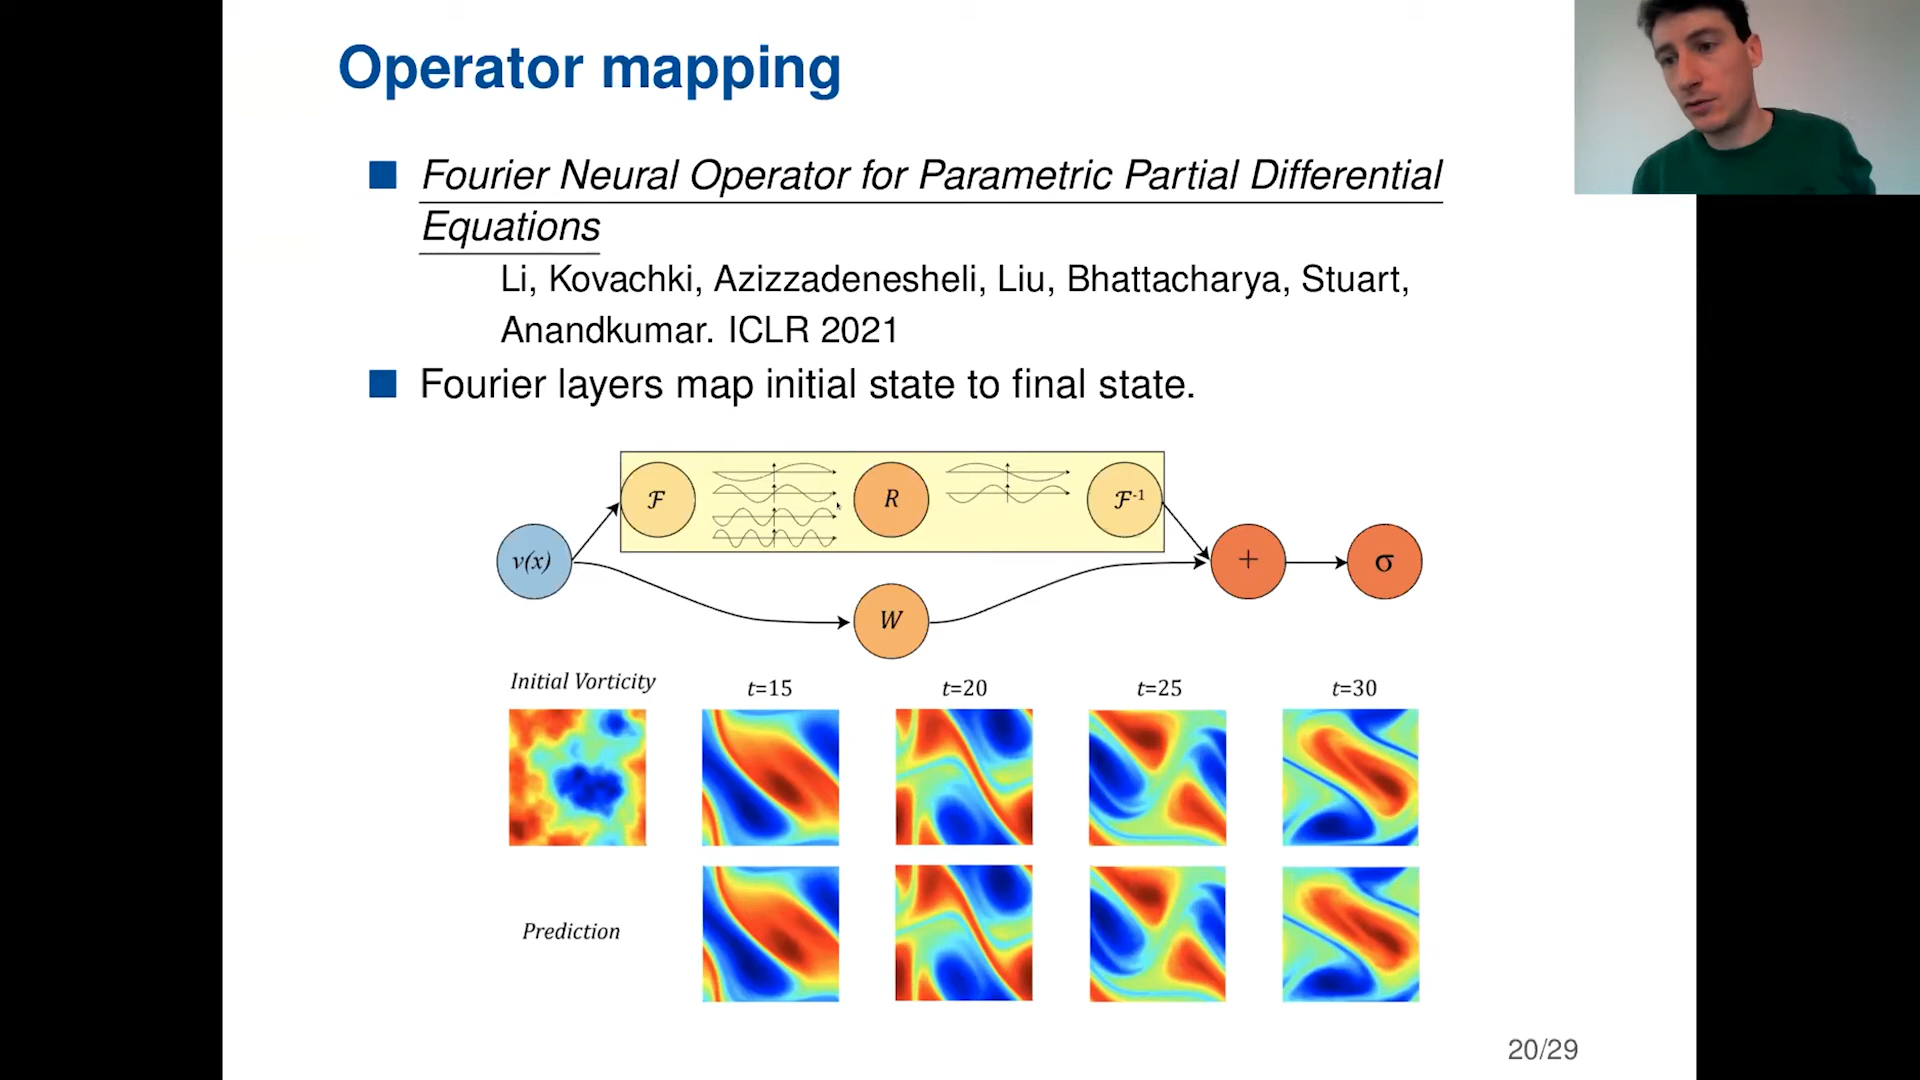 Operator mapping
Fourier Neural Operator for Parametric Partial Differential
Equations
Li, Kovachki, Azizzadenesheli, Liu, Bhattacharya, Stuart,
Anandkumar. ICLR 2021
Fourier layers map initial state to final state.
v(x)
ℱ
R
ℱ⁻¹
W
+
σ
Initial Vorticity
t=15
t=20
t=25
t=30
Prediction
20/29